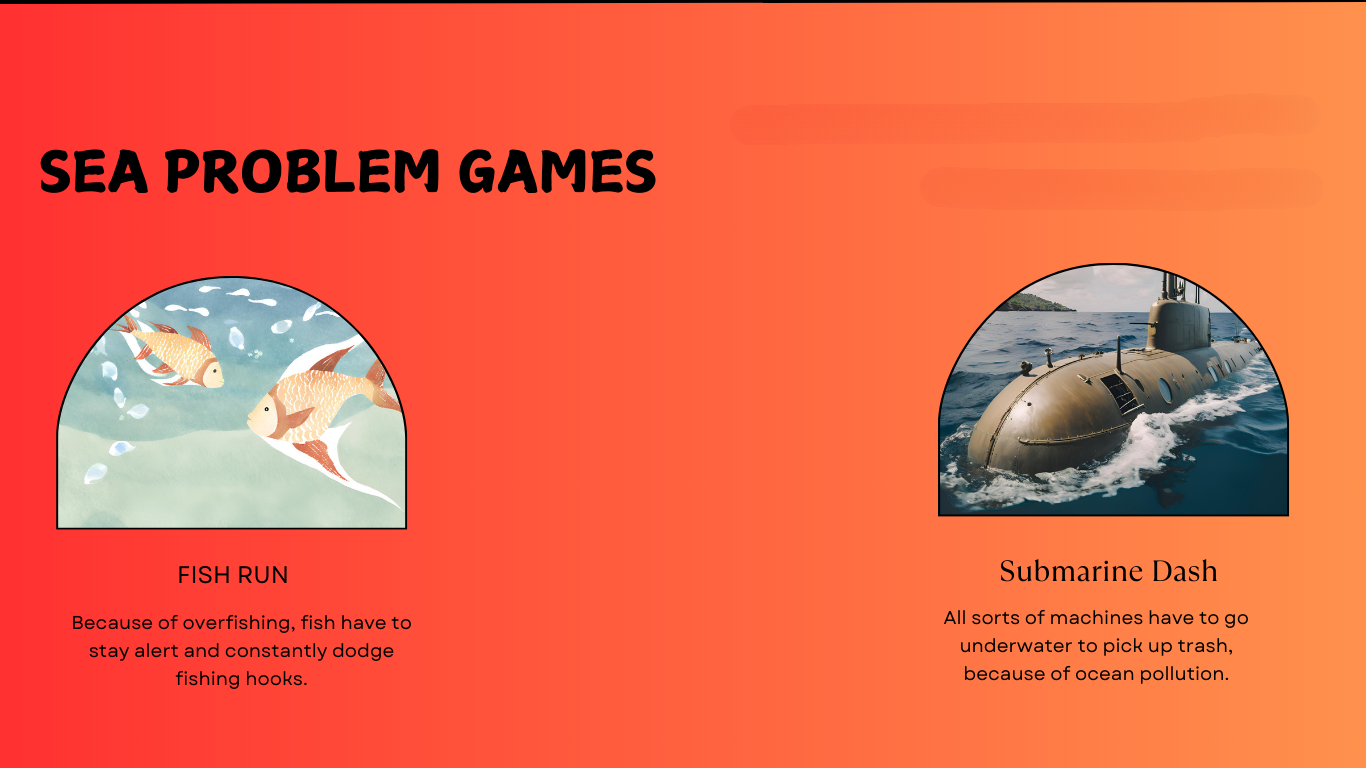 SEA PROBLEM GAMES
FISH RUN
Because of overfishing, fish have to
stay alert and constantly dodge
fishing hooks.
Submarine Dash
All sorts of machines have to go
underwater to pick up trash,
because of ocean pollution.